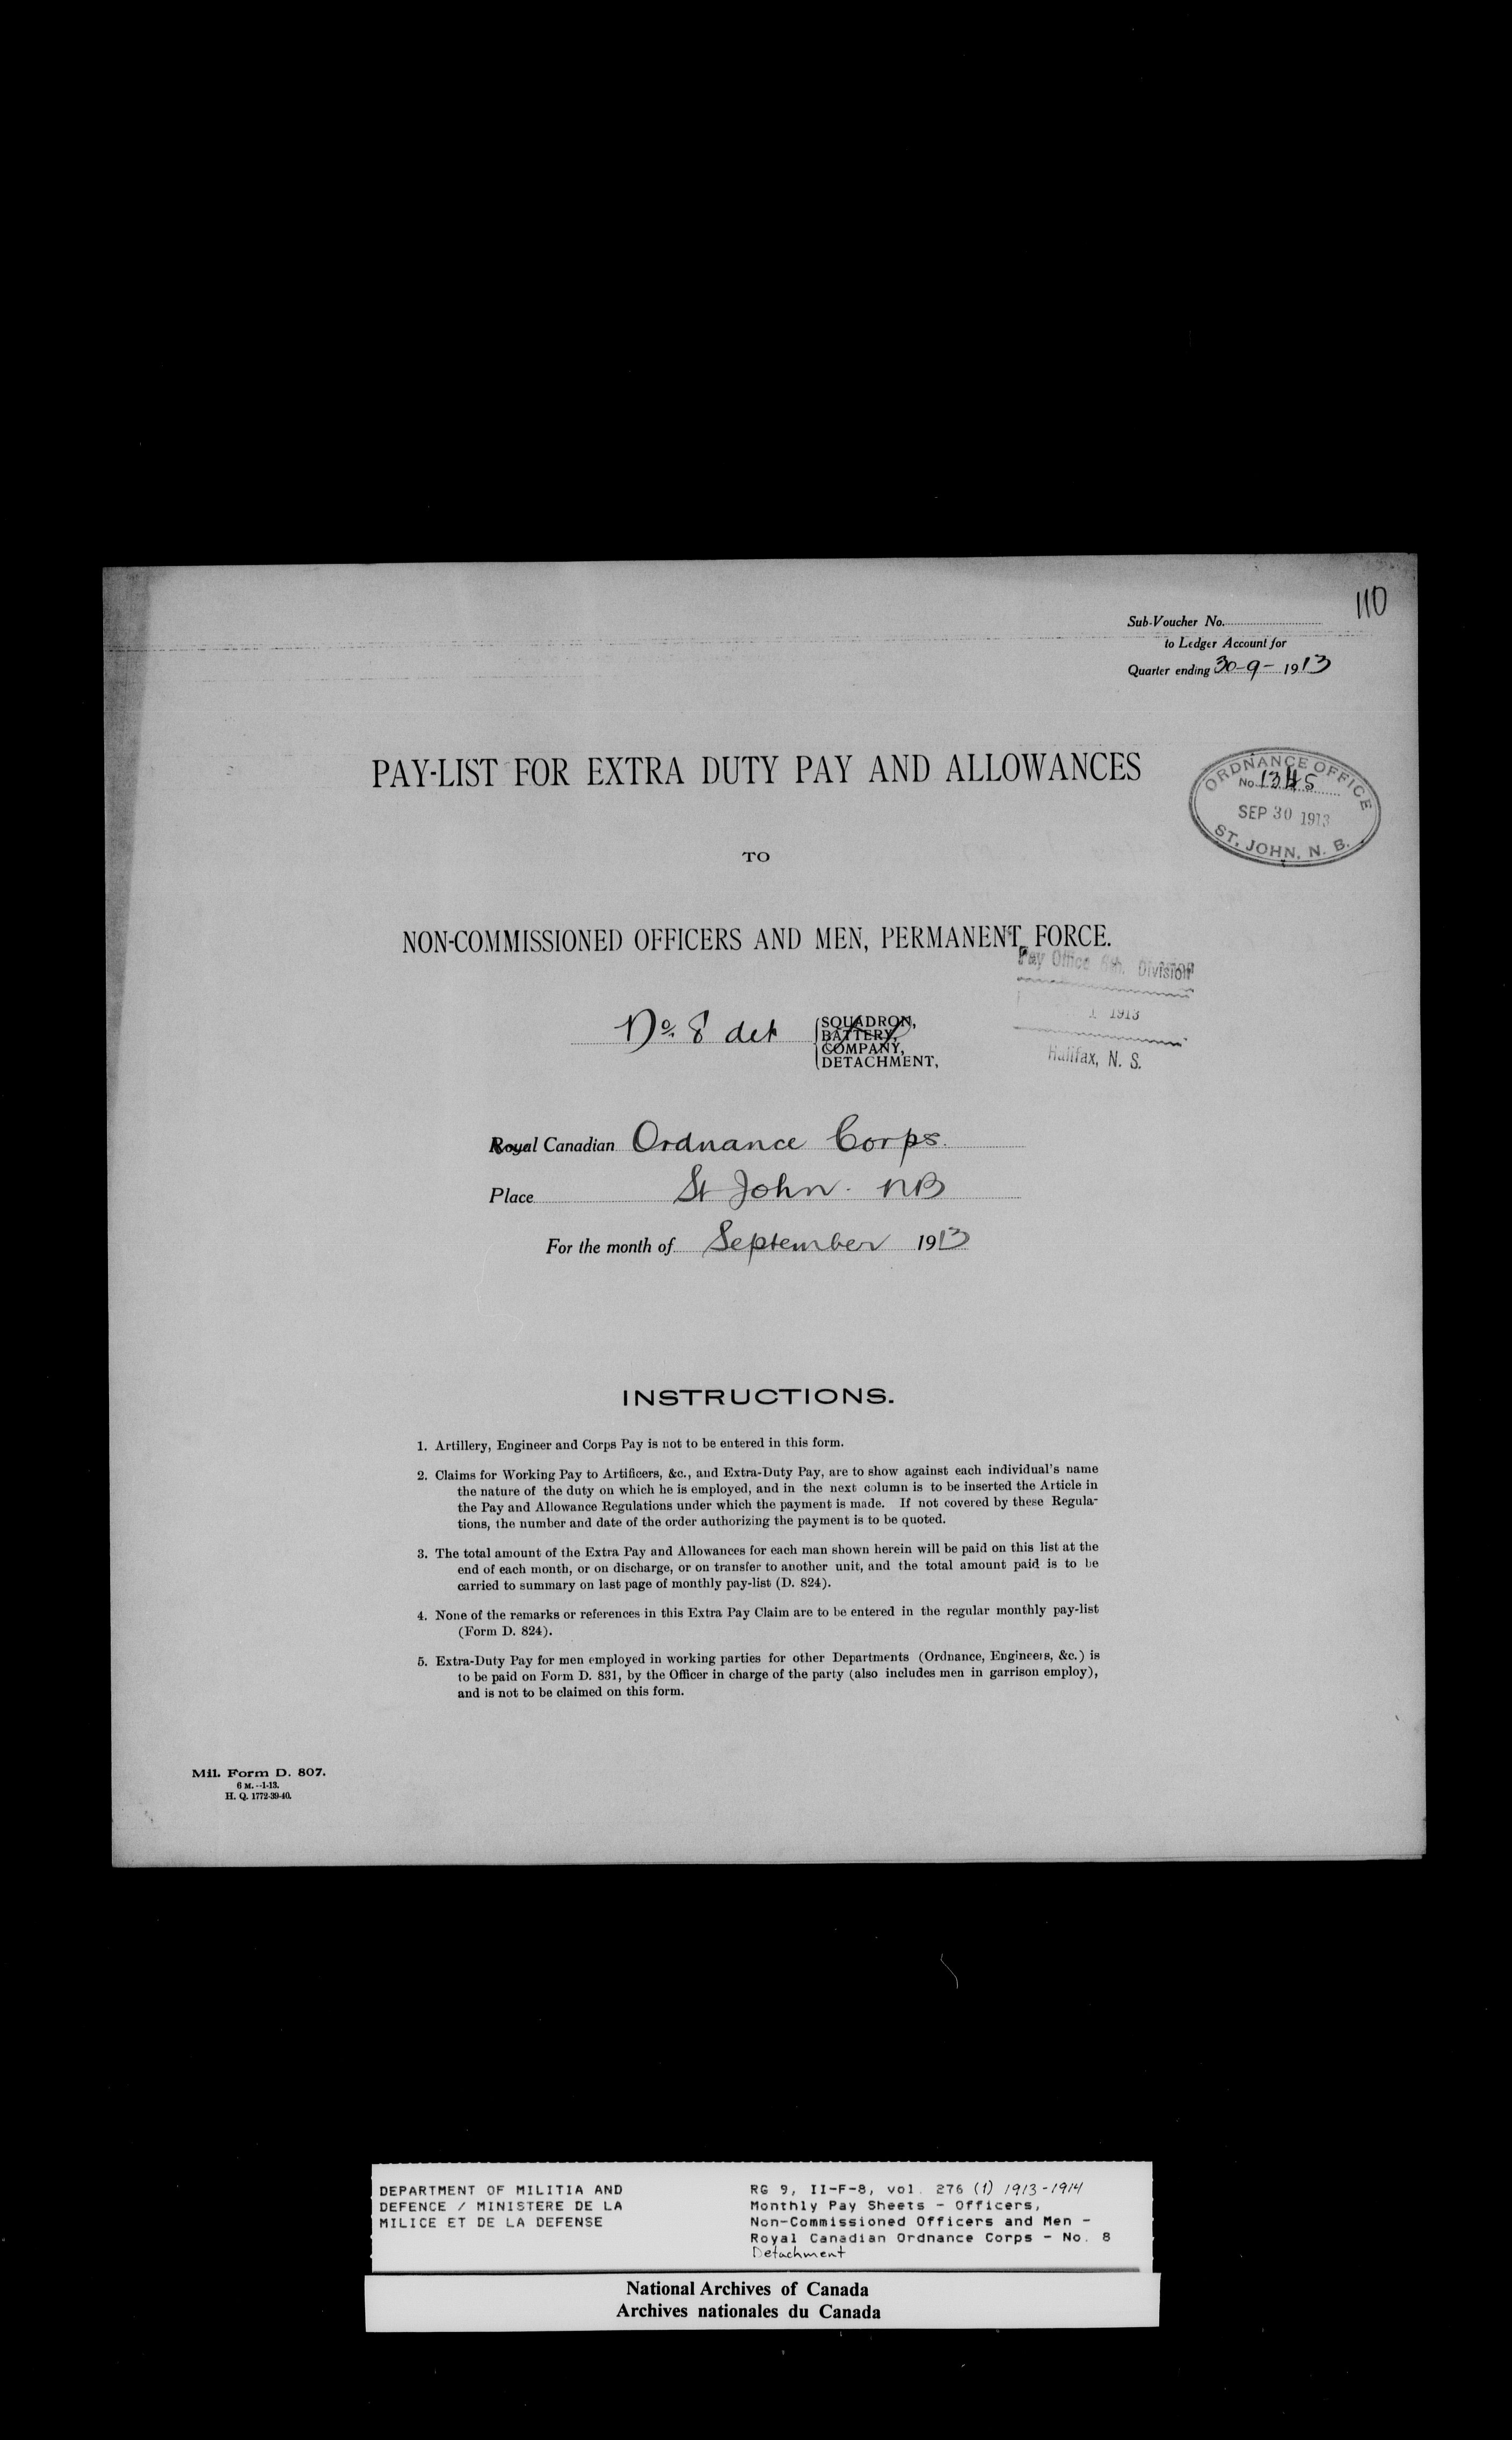 110
Sub-Voucher No.
to Ledger Account for
Quarter ending 30-9- 1913
PAY-LIST FOR EXTRA DUTY PAY AND ALLOWANCES
ORDNANCE OFFICE
No. 1345
SEP 30 1913
ST. JOHN, N. B.
TO
NON-COMMISSIONED OFFICERS AND MEN, PERMANENT FORCE.
Pay Office 6th. Division
1913
Halifax, N. S.
No. 8 det
SQUADRON,
BATTERY,
COMPANY,
DETACHMENT,
Royal Canadian Ordnance Corps.
Place St John. NB
For the month of September 1913
INSTRUCTIONS.
1. Artillery, Engineer and Corps Pay is not to be entered in this form.
2. Claims for Working Pay to Artificers, &c., and Extra-Duty Pay, are to show against each individual's name
the nature of the duty on which he is employed, and in the next column is to be inserted the Article in
the Pay and Allowance Regulations under which the payment is made. If not covered by these Regula-
tions, the number and date of the order authorizing the payment is to be quoted.
3. The total amount of the Extra Pay and Allowances for each man shown herein will be paid on this list at the
end of each month, or on discharge, or on transfer to another unit, and the total amount paid is to be
carried to summary on last page of monthly pay-list (D. 824).
4. None of the remarks or references in this Extra Pay Claim are to be entered in the regular monthly pay-list
(Form D. 824).
5. Extra-Duty Pay for men employed in working parties for other Departments (Ordnance, Engineers, &c.) is
to be paid on Form D. 831, by the Officer in charge of the party (also includes men in garrison employ),
and is not to be claimed on this form.
Mil. Form D. 807.
6 M.--1-13.
H. Q. 1772-39-40.
DEPARTMENT OF MILITIA AND
DEFENCE / MINISTERE DE LA
MILICE ET DE LA DEFENSE
RG 9, II-F-8, vol. 276 (1) 1913-1914
Monthly Pay Sheets - Officers,
Non-Commissioned Officers and Men -
Royal Canadian Ordnance Corps - No. 8
Detachment
National Archives of Canada
Archives nationales du Canada